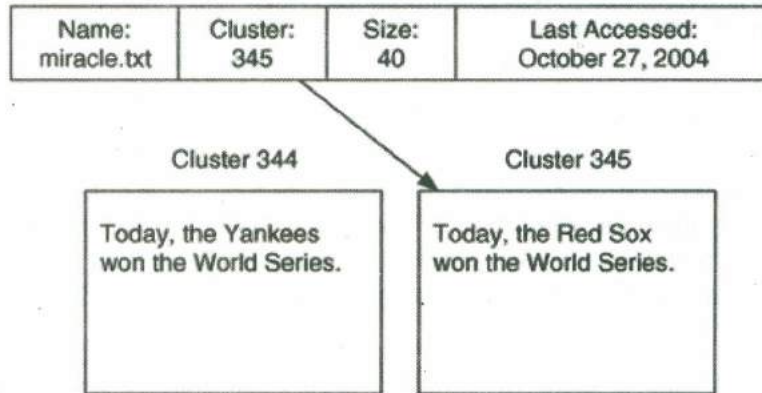 Name: Cluster: Size: Last Accessed:
miracle.txt 345 40 October 27, 2004
Cluster 344 Cluster 345
Today, the Yankees
won the World Series.
Today, the Red Sox
won the World Series.